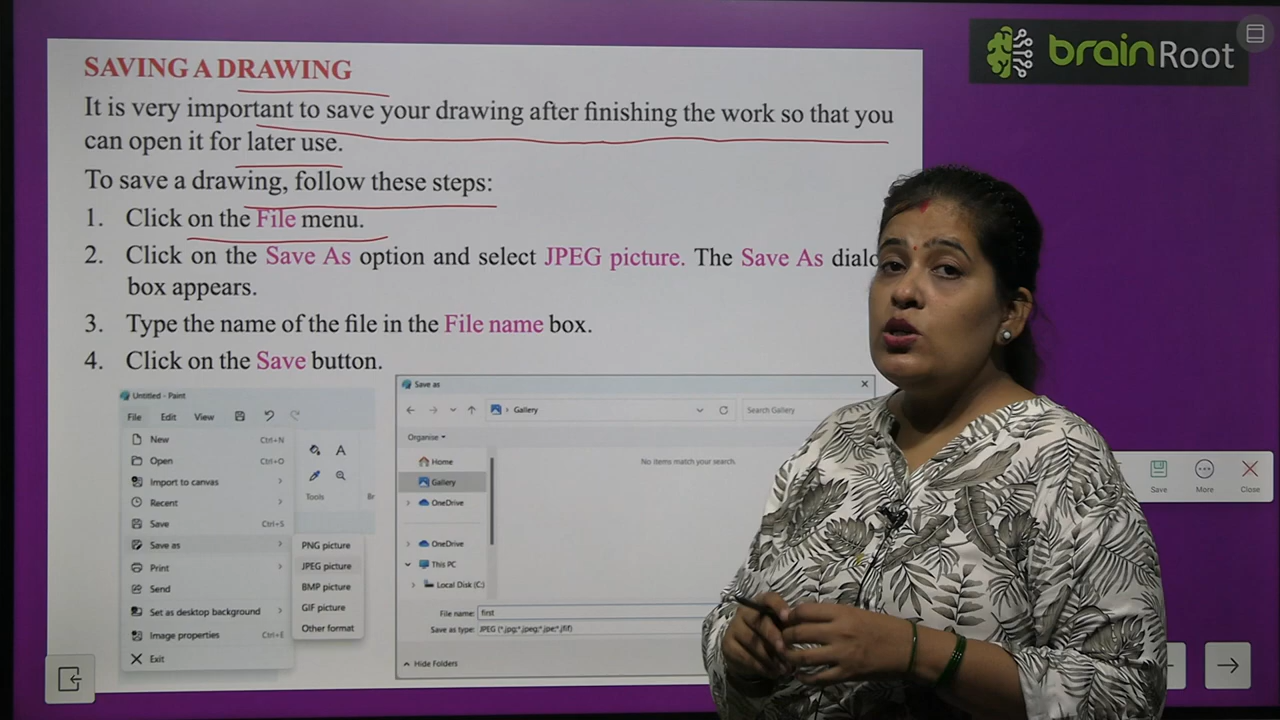 brainRoot
SAVING A DRAWING
It is very important to save your drawing after finishing the work so that you
can open it for later use.
To save a drawing, follow these steps:
1. Click on the File menu.
2. Click on the Save As option and select JPEG picture. The Save As
box appears.
3. Type the name of the file in the File name box.
4. Click on the Save button.
Untitled - Paint
File Edit View
New Ctrl+N
Open Ctrl+O
Import to canvas
Recent
Save Ctrl+S
Save as
Print
Send
Set as desktop background
Image properties Ctrl+E
Exit
Tools
PNG picture
JPEG picture
BMP picture
GIF picture
Other format
Save as
Gallery
Search Gallery
Organise
Home
Gallery
OneDrive
OneDrive
This PC
Local Disk (C:)
No items match your search.
File name: first
Save as type: JPEG (*.jpg;*.jpeg;*.jpe;*.jfif)
Hide Folders
Save
More
Close